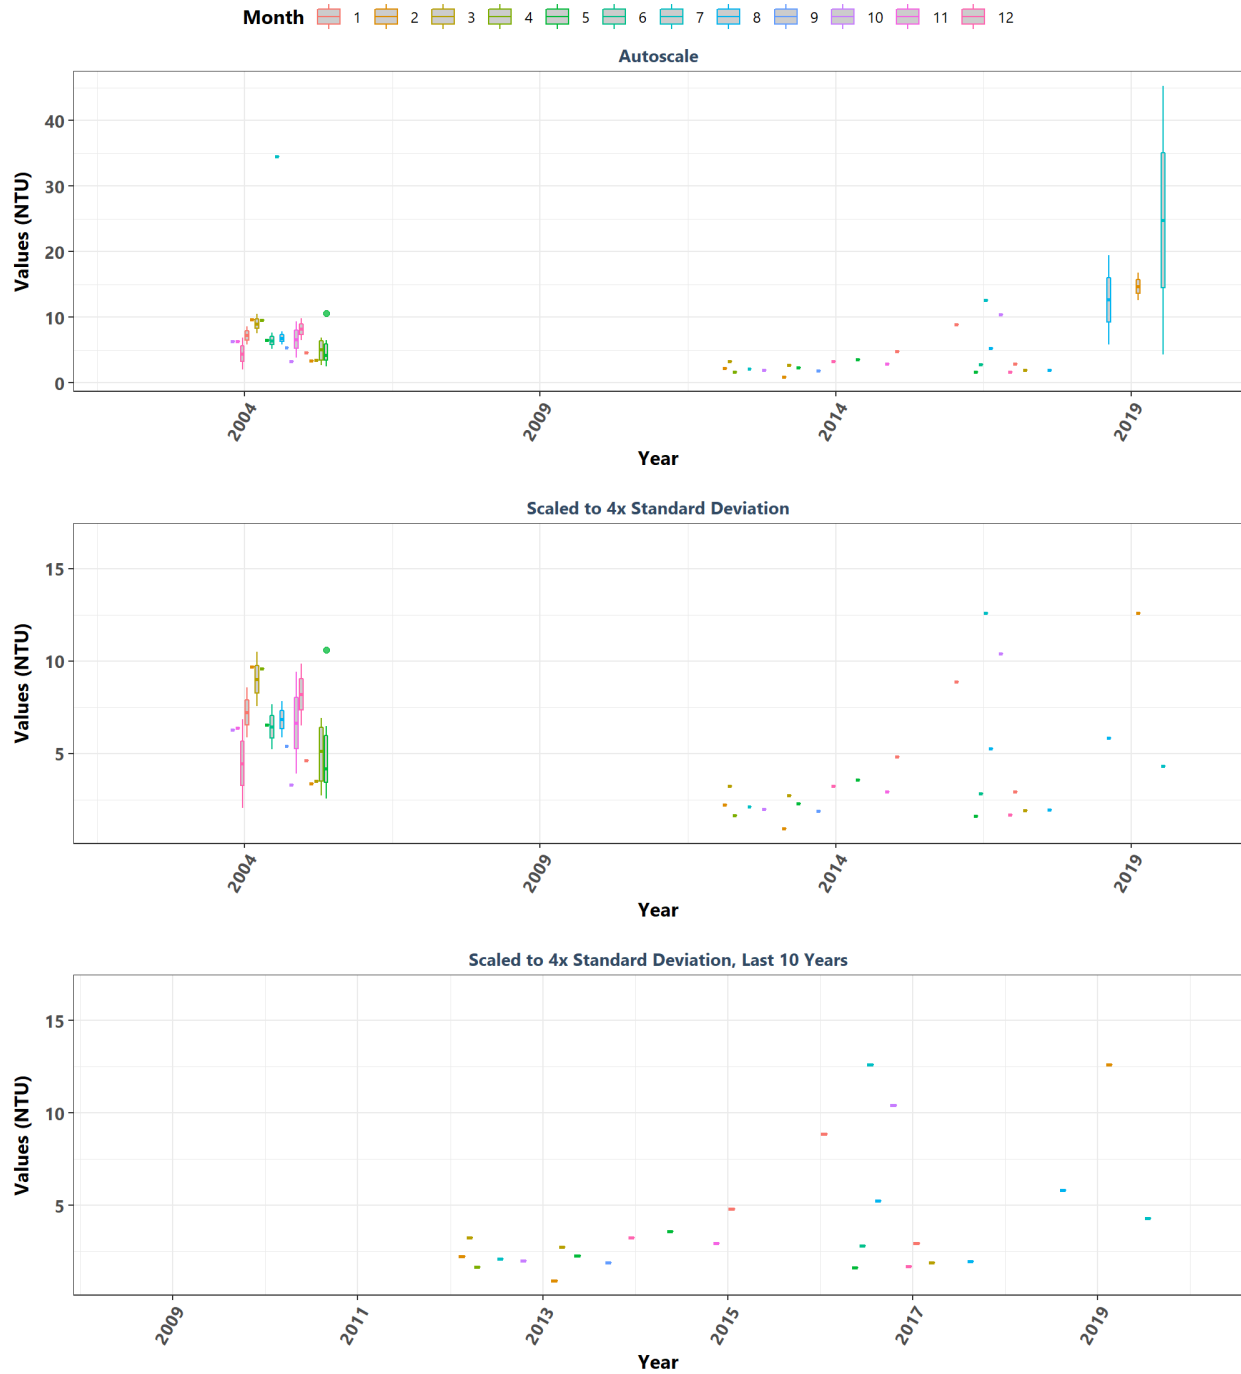 Month 1 2 3 4 5 6 7 8 9 10 11 12
Autoscale
Values (NTU)
40
30
20
10
0
2004 2009 2014 2019
Year
Scaled to 4x Standard Deviation
Values (NTU)
15
10
5
2004 2009 2014 2019
Year
Scaled to 4x Standard Deviation, Last 10 Years
Values (NTU)
15
10
5
2009 2011 2013 2015 2017 2019
Year